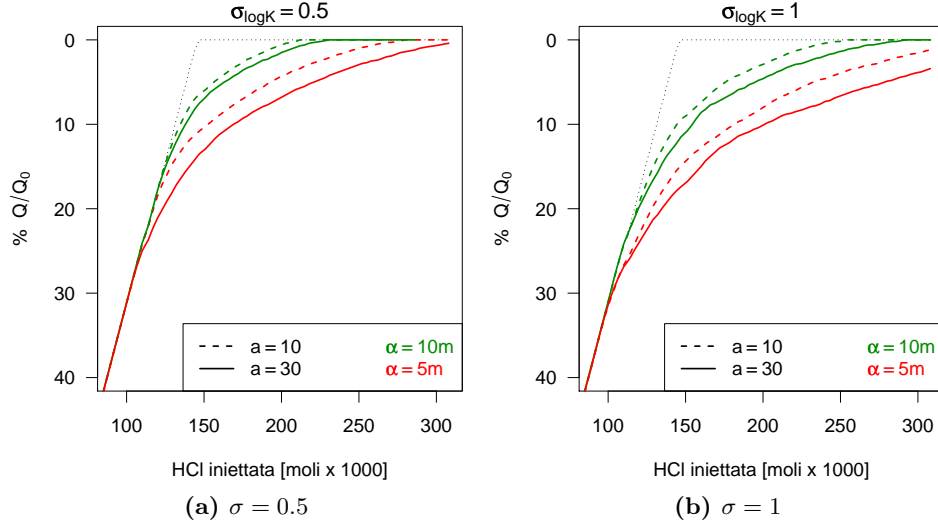 σlogK = 0.5
0
10
20
30
40
% Q/Q0
a = 10 α = 10m
a = 30 α = 5m
100 150 200 250 300
HCl iniettata [moli x 1000]
(a) σ = 0.5
σlogK = 1
0
10
20
30
40
% Q/Q0
a = 10 α = 10m
a = 30 α = 5m
100 150 200 250 300
HCl iniettata [moli x 1000]
(b) σ = 1